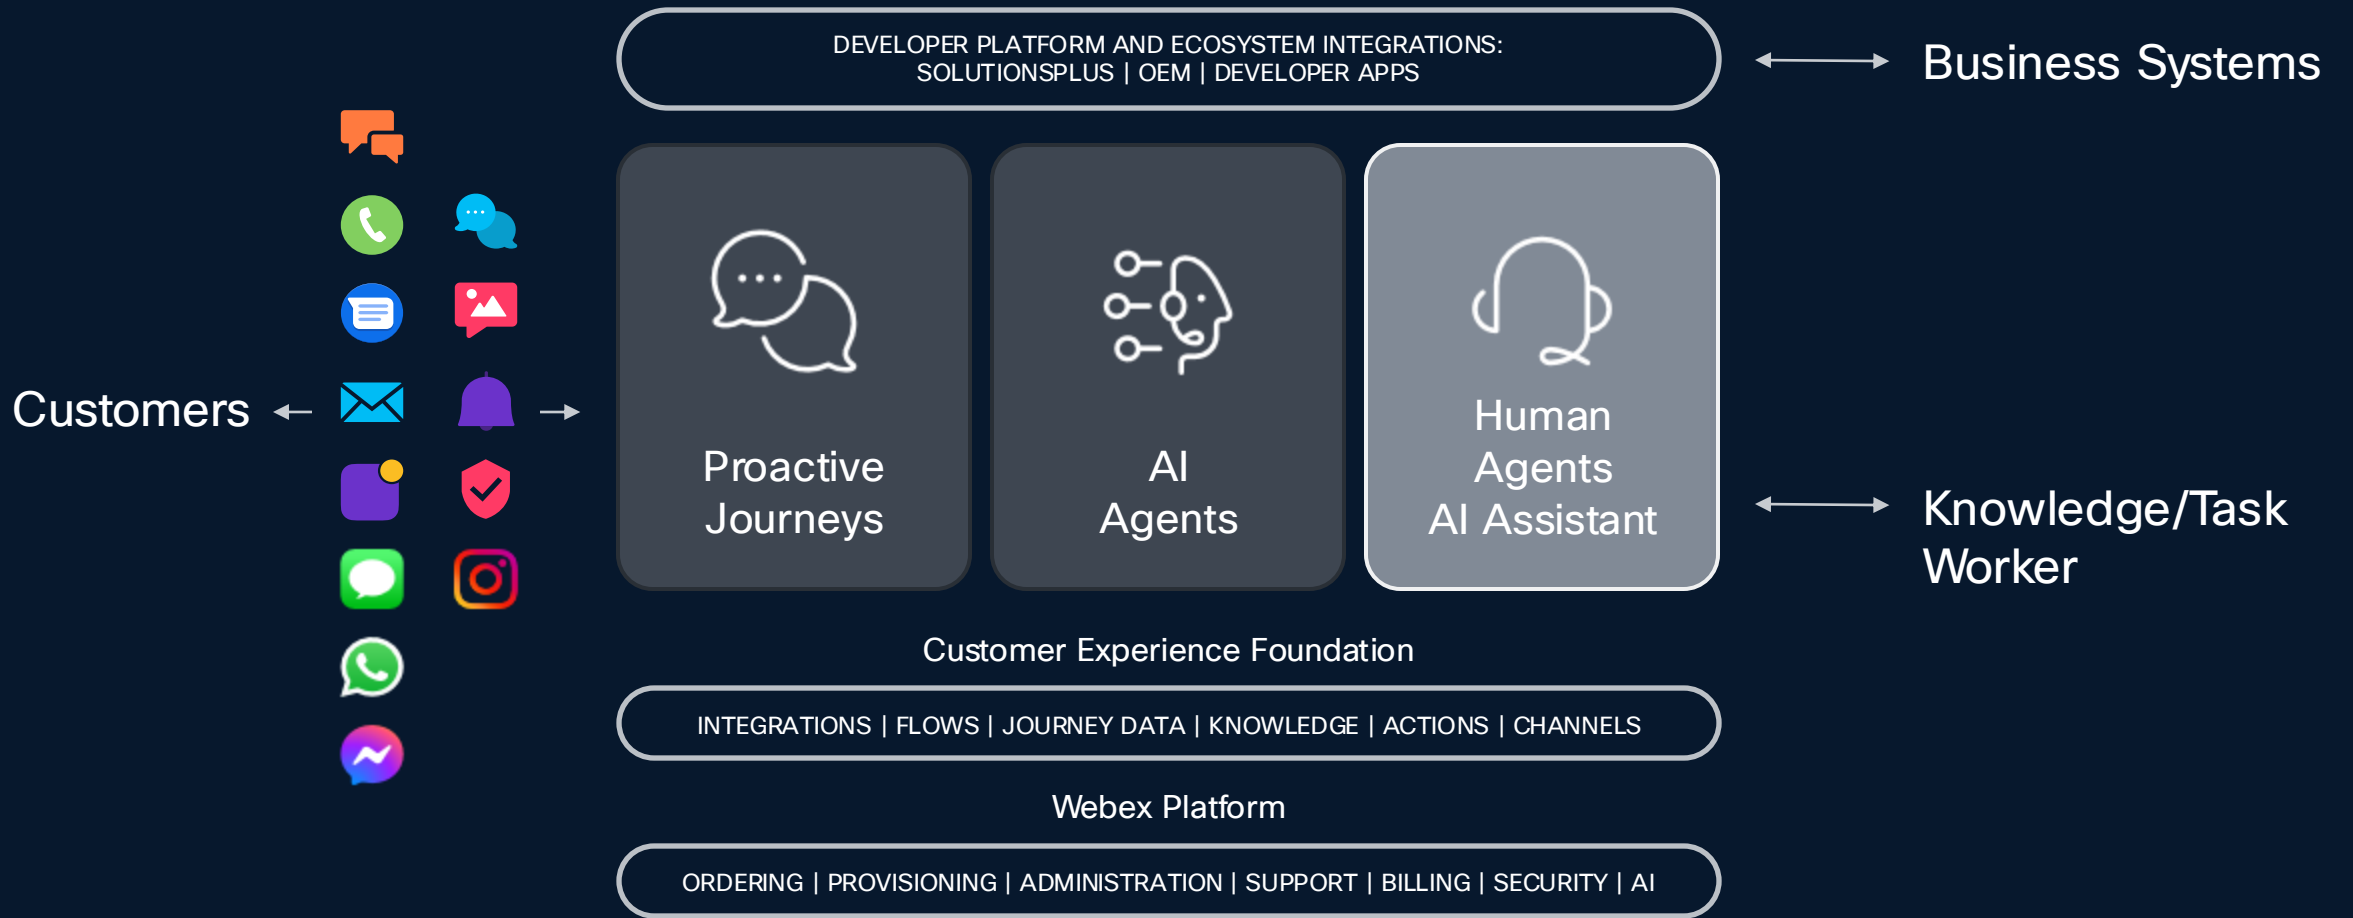 DEVELOPER PLATFORM AND ECOSYSTEM INTEGRATIONS:
SOLUTIONSPLUS | OEM | DEVELOPER APPS
Business Systems
Customers
Proactive
Journeys
AI
Agents
Human
Agents
AI Assistant
Knowledge/Task
Worker
Customer Experience Foundation
INTEGRATIONS | FLOWS | JOURNEY DATA | KNOWLEDGE | ACTIONS | CHANNELS
Webex Platform
ORDERING | PROVISIONING | ADMINISTRATION | SUPPORT | BILLING | SECURITY | AI